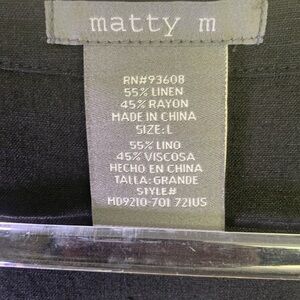 matty m
RN#93608
55% LINEN
45% RAYON
MADE IN CHINA
SIZE: L
55% LINO
45% VISCOSA
HECHO EN CHINA
TALLA: GRANDE
STYLE#
MD9210-701 721US